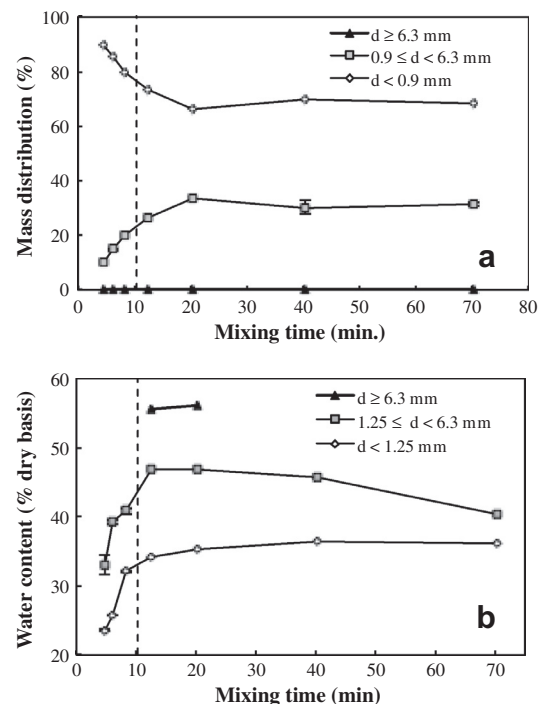 100
80
60
40
20
0
Mass distribution (%)
d ≥ 6.3 mm
0.9 ≤ d < 6.3 mm
d < 0.9 mm
a
0 10 20 30 40 50 60 70 80
Mixing time (min.)
60
50
40
30
20
Water content (% dry basis)
d ≥ 6.3 mm
1.25 ≤ d < 6.3 mm
d < 1.25 mm
b
0 10 20 30 40 50 60 70
Mixing time (min)